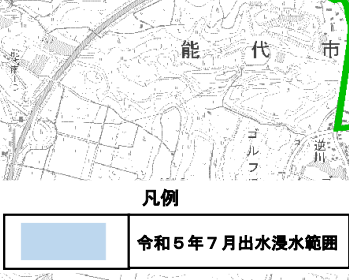 能代市
ゴルフ
逆川
凡例
令和５年７月出水浸水範囲